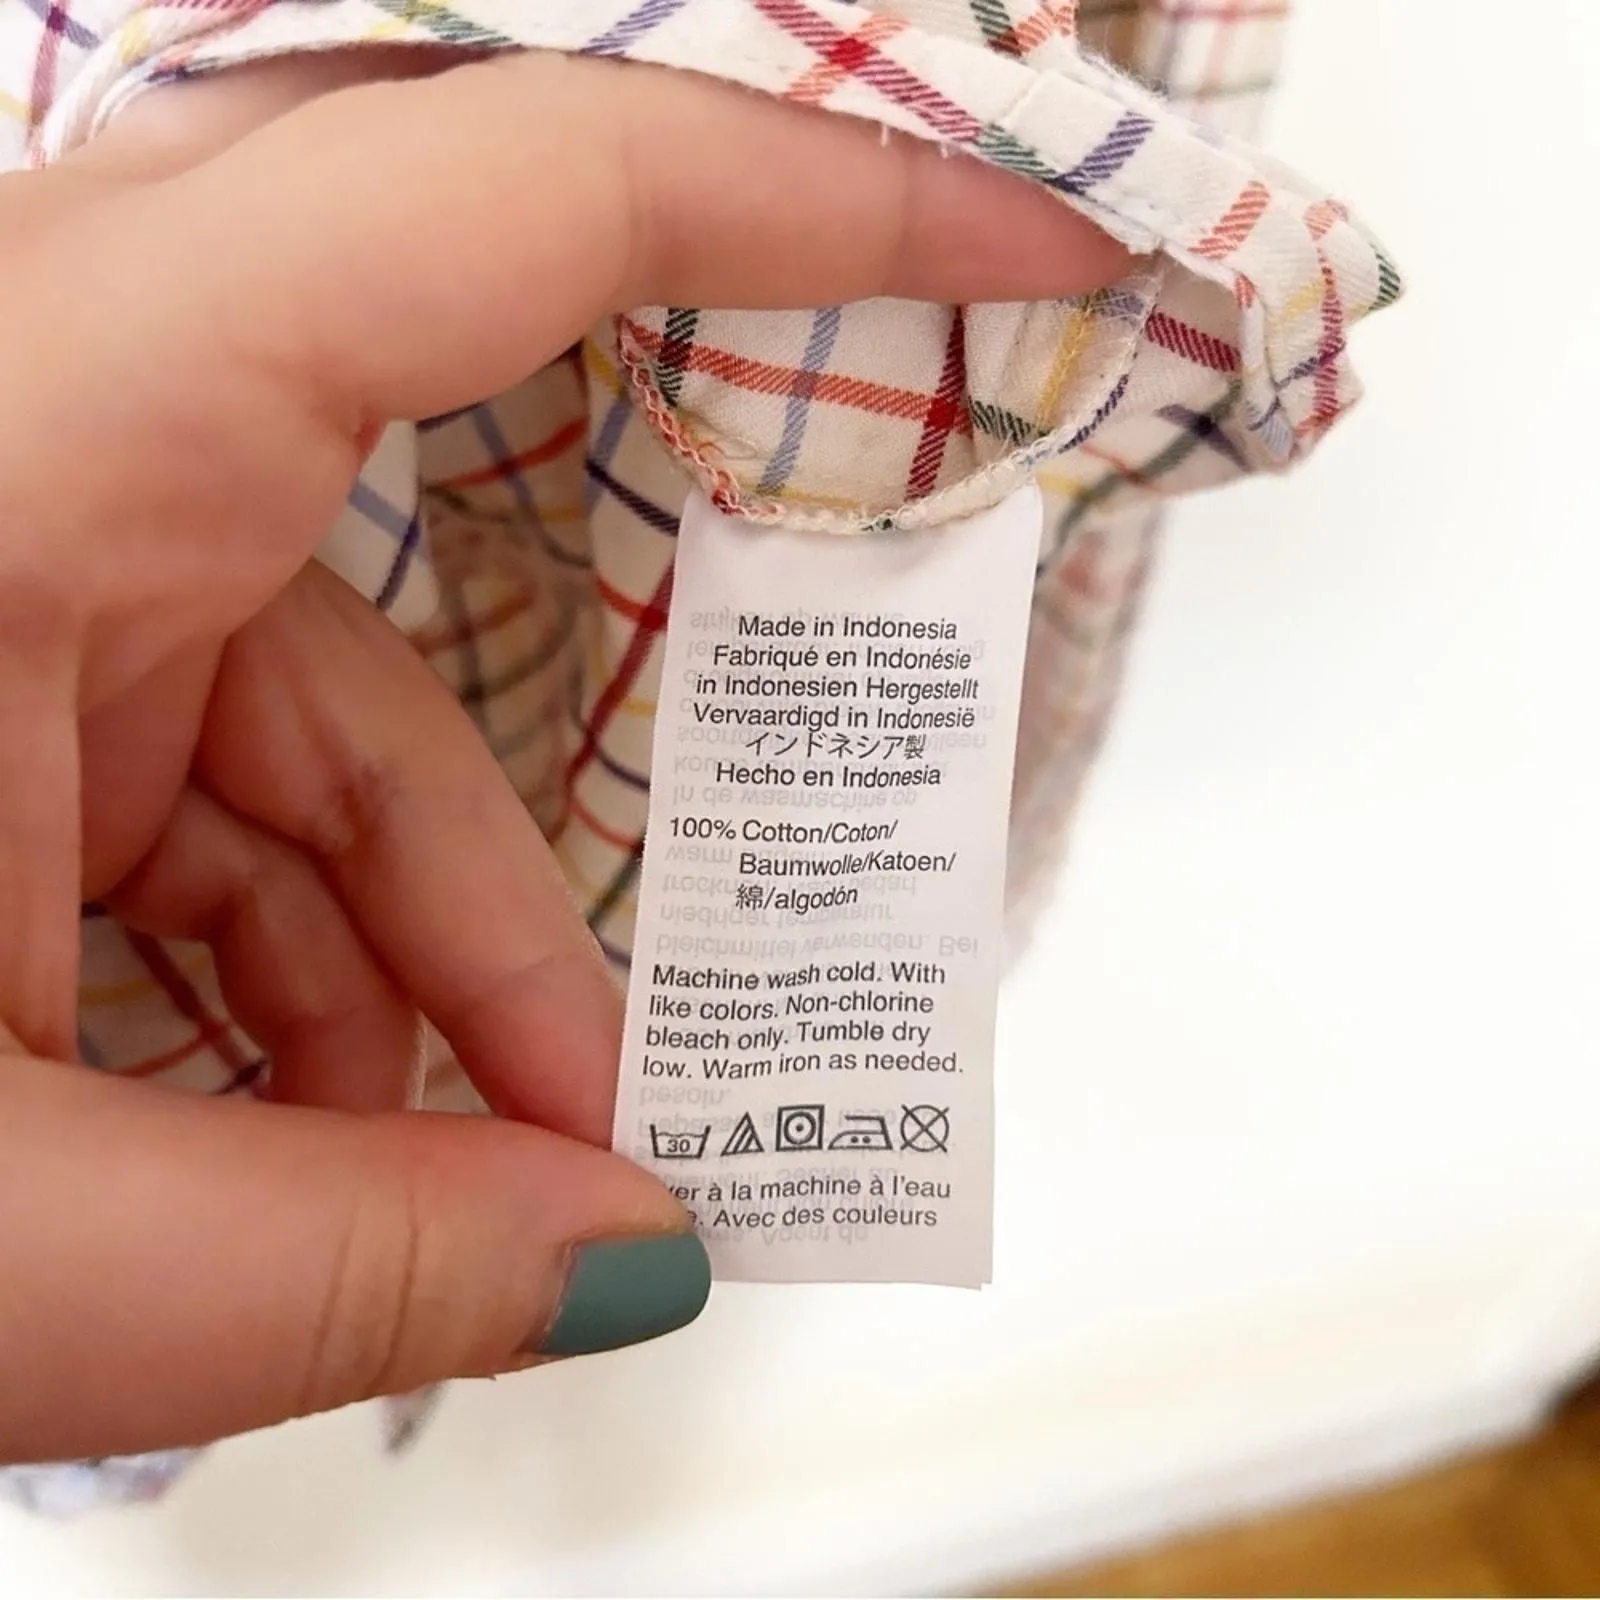 Made in Indonesia
Fabriqué en Indonésie
in Indonesien Hergestellt
Vervaardigd in Indonesië
インドネシア製
Hecho en Indonesia
100% Cotton/Coton/
Baumwolle/Katoen/
綿/algodón
Machine wash cold. With
like colors. Non-chlorine
bleach only. Tumble dry
low. Warm iron as needed.
30
à la machine à l'eau
Avec des couleurs